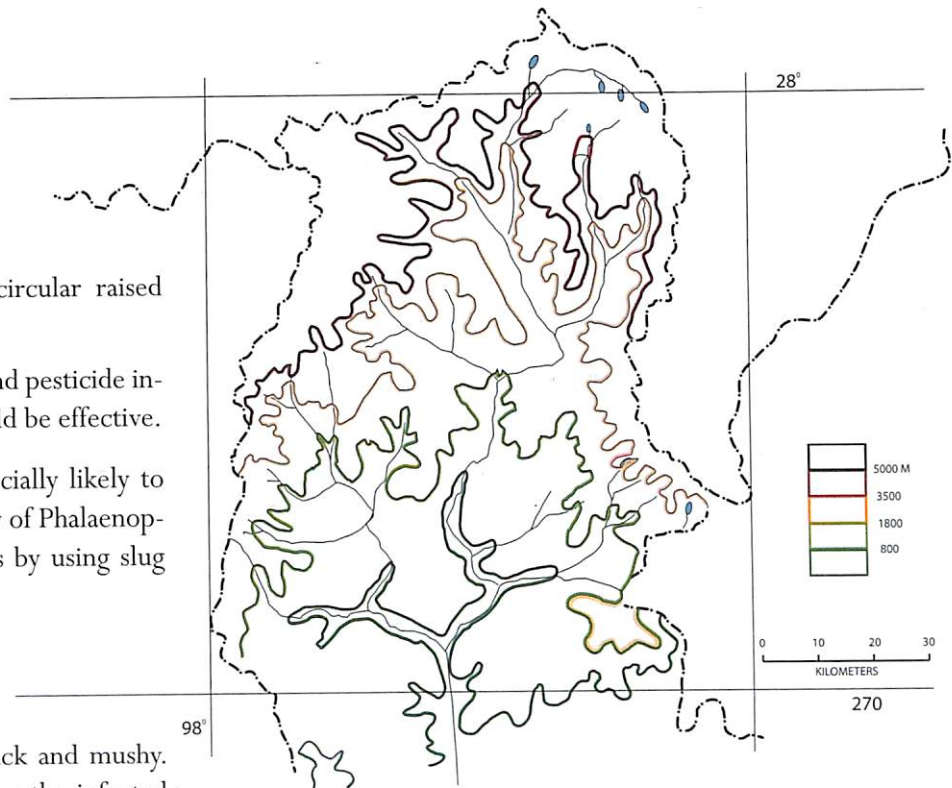 28°
circular raised
nd pesticide in-
ld be effective.
cially likely to
y of Phalaenop-
s by using slug
5000 M
3500
1800
800
0 10 20 30
KILOMETERS
98°
270
ck and mushy.